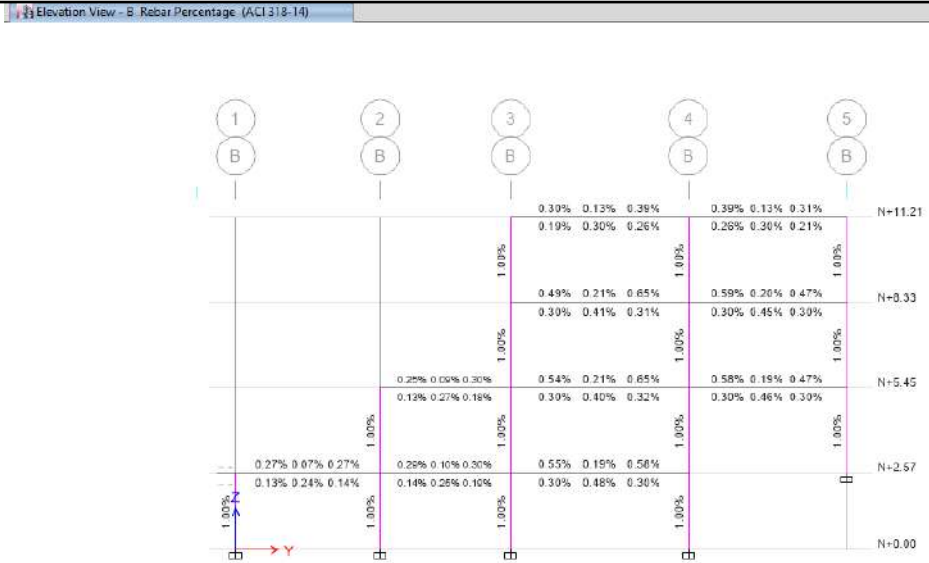 Elevation View - B Rebar Percentage (ACI 318-14)
1 2 3 4 5
B B B B B
0.30% 0.13% 0.39% 0.39% 0.13% 0.31% N+11.21
0.19% 0.30% 0.26% 0.26% 0.30% 0.21%
1.00% 1.00% 1.00%
0.49% 0.21% 0.65% 0.59% 0.20% 0.47% N+8.33
0.30% 0.41% 0.31% 0.30% 0.45% 0.30%
1.00% 1.00% 1.00%
0.25% 0.09% 0.30% 0.54% 0.21% 0.65% 0.58% 0.19% 0.47% N+5.45
0.13% 0.27% 0.18% 0.30% 0.40% 0.32% 0.30% 0.46% 0.30%
1.00% 1.00% 1.00% 1.00%
0.27% 0.07% 0.27% 0.29% 0.10% 0.30% 0.55% 0.19% 0.58% N+2.57
0.13% 0.24% 0.14% 0.14% 0.25% 0.19% 0.30% 0.48% 0.30%
Z
1.00% 1.00% 1.00% 1.00%
Y N+0.00